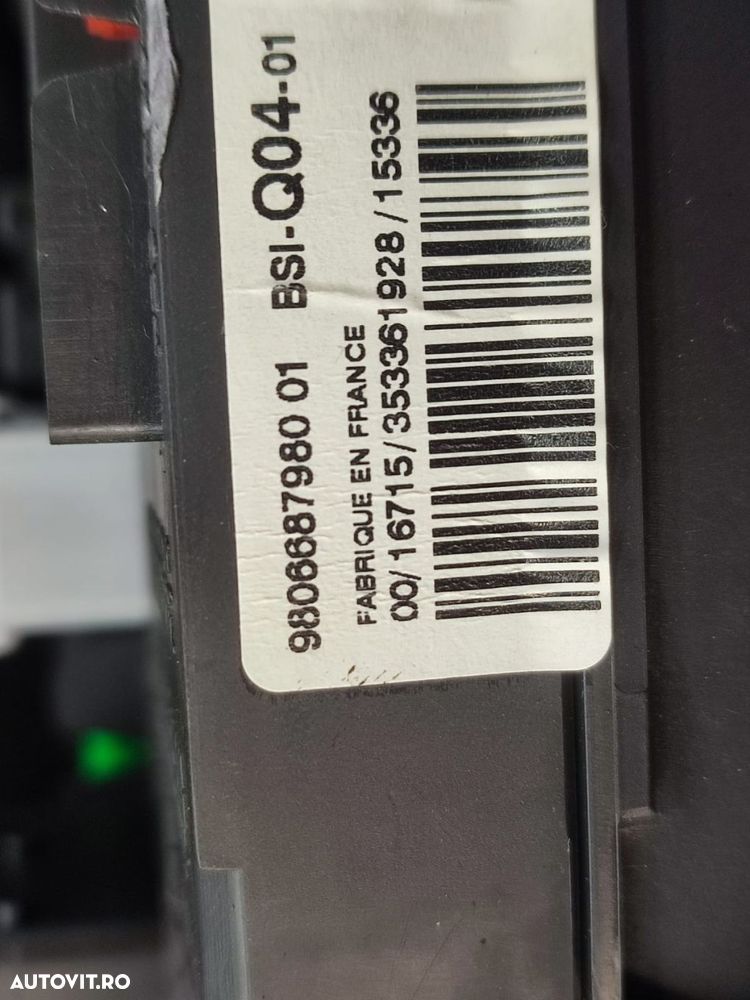 9806687980 01 BSI-Q04-01
FABRIQUE EN FRANCE
00/16715/353361928/15336
AUTOVIT.RO